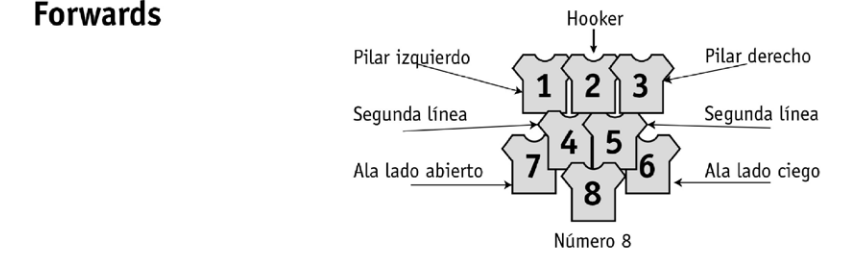 Forwards
Hooker
Pilar izquierdo
Pilar derecho
1 2 3
Segunda línea
Segunda línea
4 5
7 6
Ala lado abierto
Ala lado ciego
8
Número 8